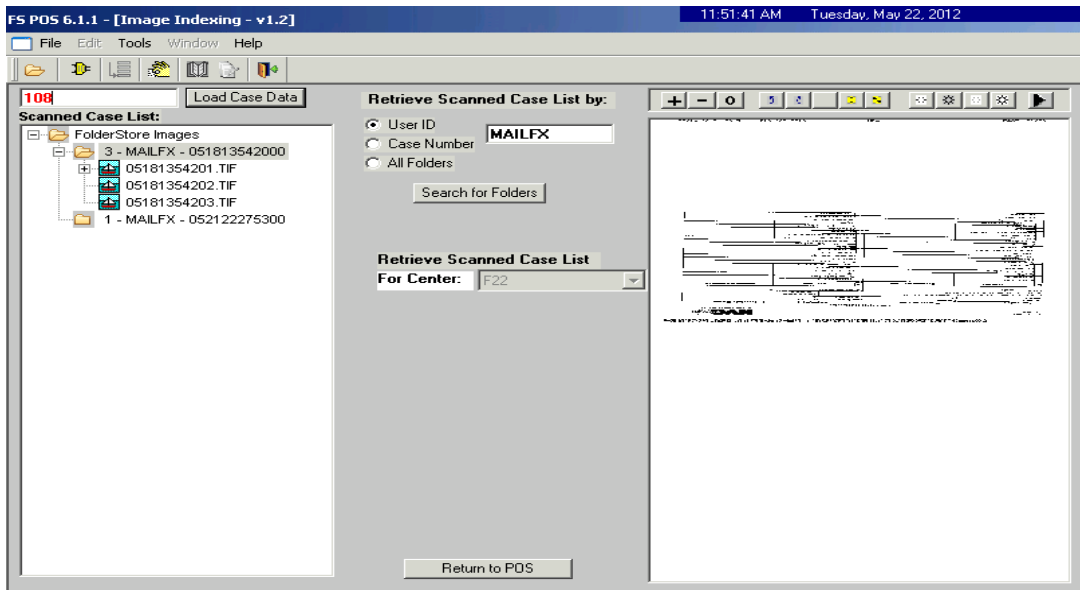 FS POS 6.1.1 - [Image Indexing - v1.2]
11:51:41 AM Tuesday, May 22, 2012
File Edit Tools Window Help
108
Load Case Data
Scanned Case List:
FolderStore Images
3 - MAILFX - 051813542000
05181354201.TIF
05181354202.TIF
05181354203.TIF
1 - MAILFX - 052122275300
Retrieve Scanned Case List by:
User ID
MAILFX
Case Number
All Folders
Search for Folders
Retrieve Scanned Case List
For Center:
F22
Return to POS
+ - O